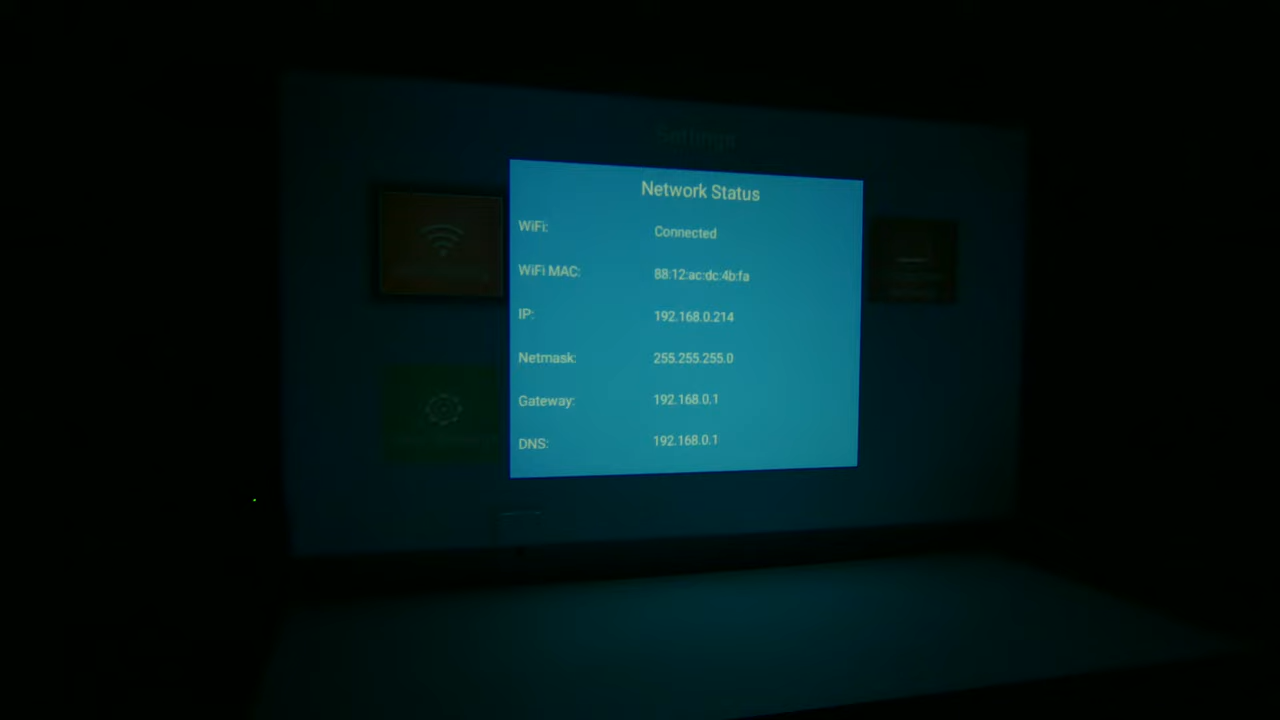 Settings
Network Status
WiFi: Connected
WiFi MAC: 88:12:ac:dc:4b:fa
IP: 192.168.0.214
Netmask: 255.255.255.0
Gateway: 192.168.0.1
DNS: 192.168.0.1